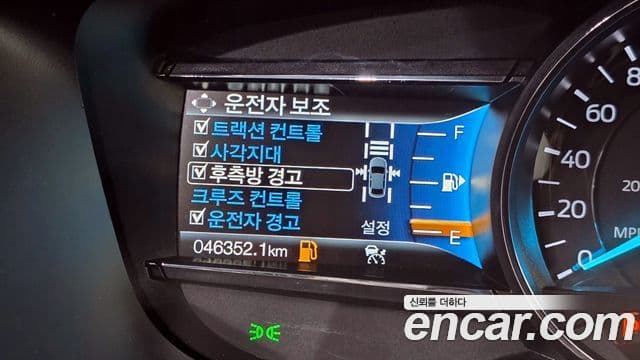 운전자 보조
트랙션 컨트롤
사각지대
후측방 경고
크루즈 컨트롤
운전자 경고
설정
046352.1km
F
E
80
60
40
20
0
20
MP
신뢰를 더하다
encar.com